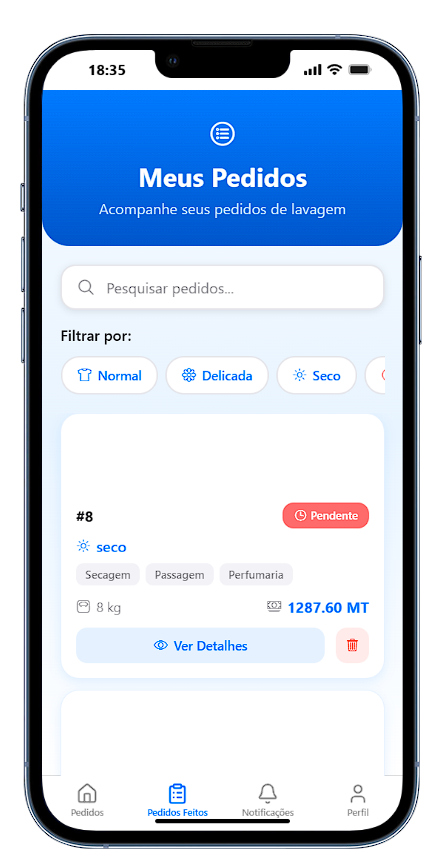 18:35
Meus Pedidos
Acompanhe seus pedidos de lavagem
Pesquisar pedidos...
Filtrar por:
Normal Delicada Seco
#8 Pendente
seco
Secagem Passagem Perfumaria
8 kg 1287.60 MT
Ver Detalhes
Pedidos Pedidos Feitos Notificações Perfil